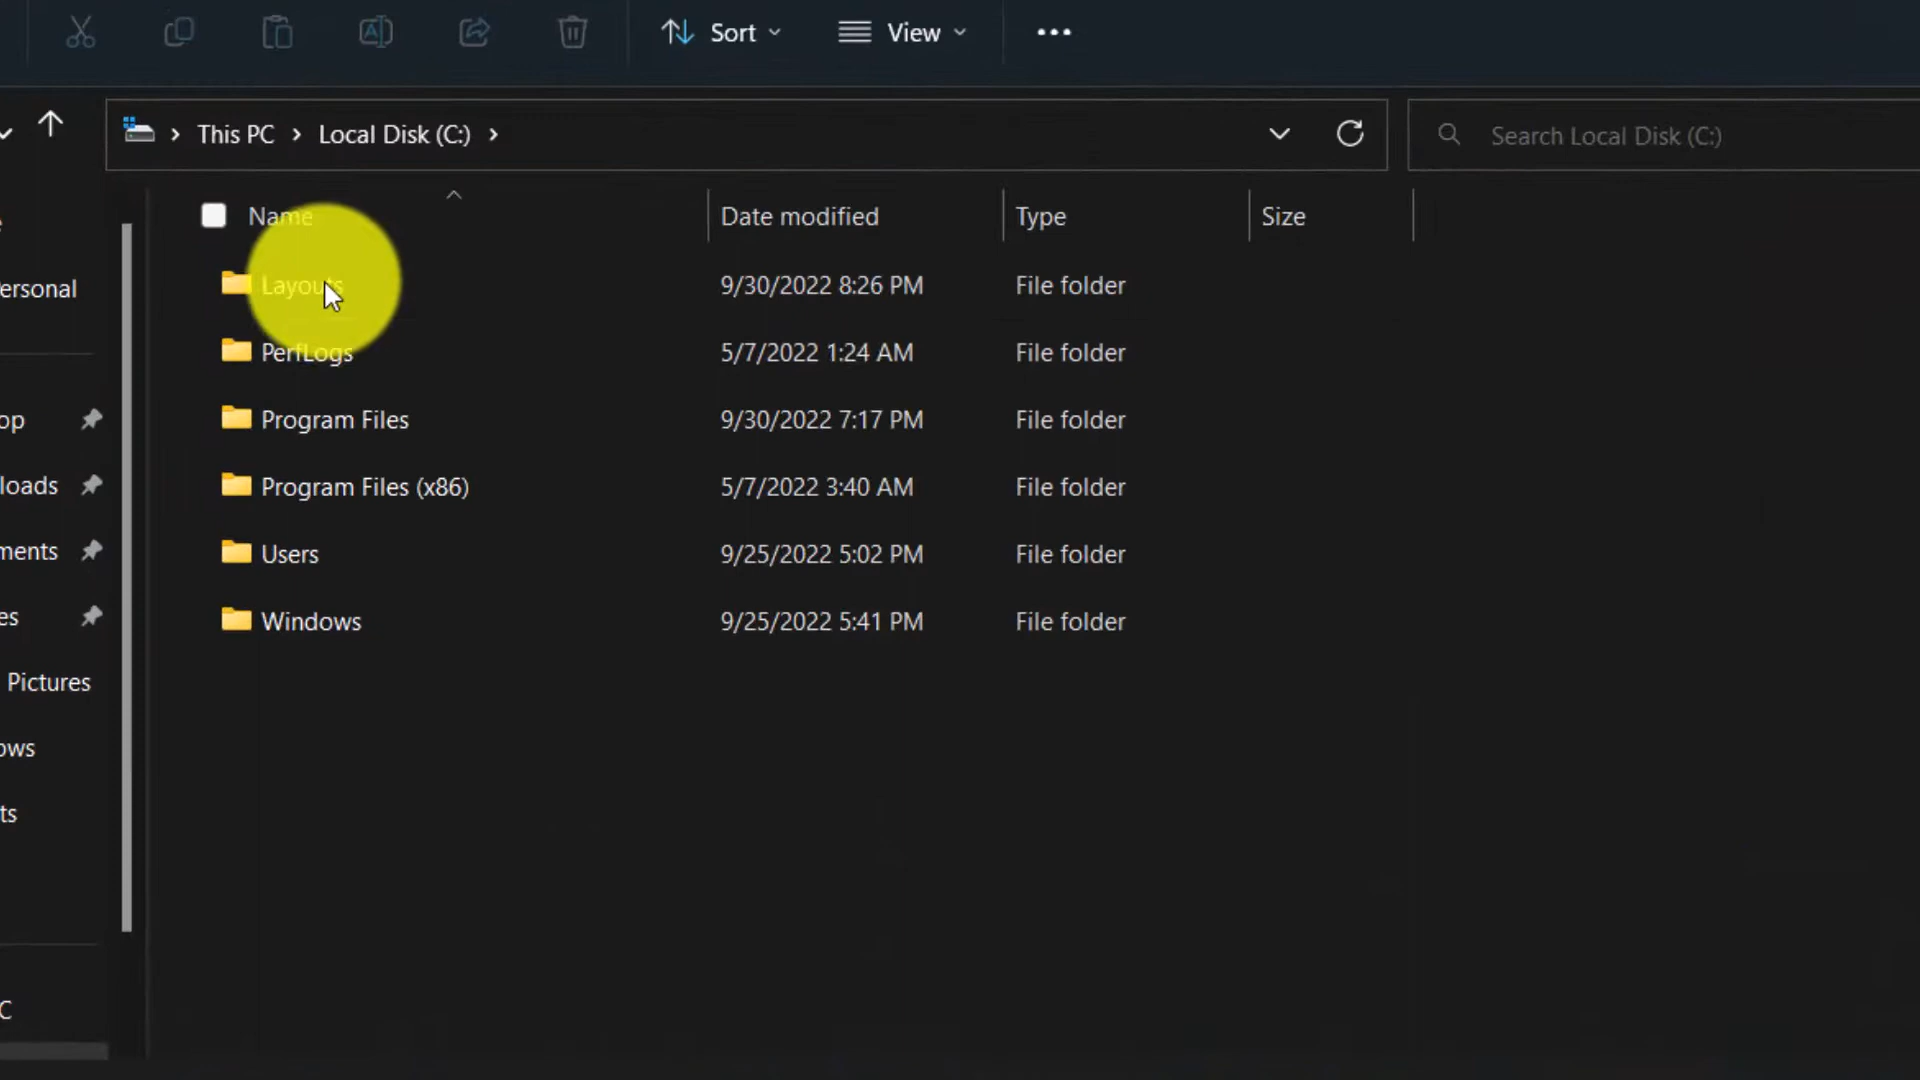 Sort View
This PC Local Disk (C:) Search Local Disk (C:)
Name Date modified Type Size
Layouts 9/30/2022 8:26 PM File folder
ersonal
PerfLogs 5/7/2022 1:24 AM File folder
op Program Files 9/30/2022 7:17 PM File folder
loads Program Files (x86) 5/7/2022 3:40 AM File folder
ments Users 9/25/2022 5:02 PM File folder
es Windows 9/25/2022 5:41 PM File folder
Pictures
ows
ts
C